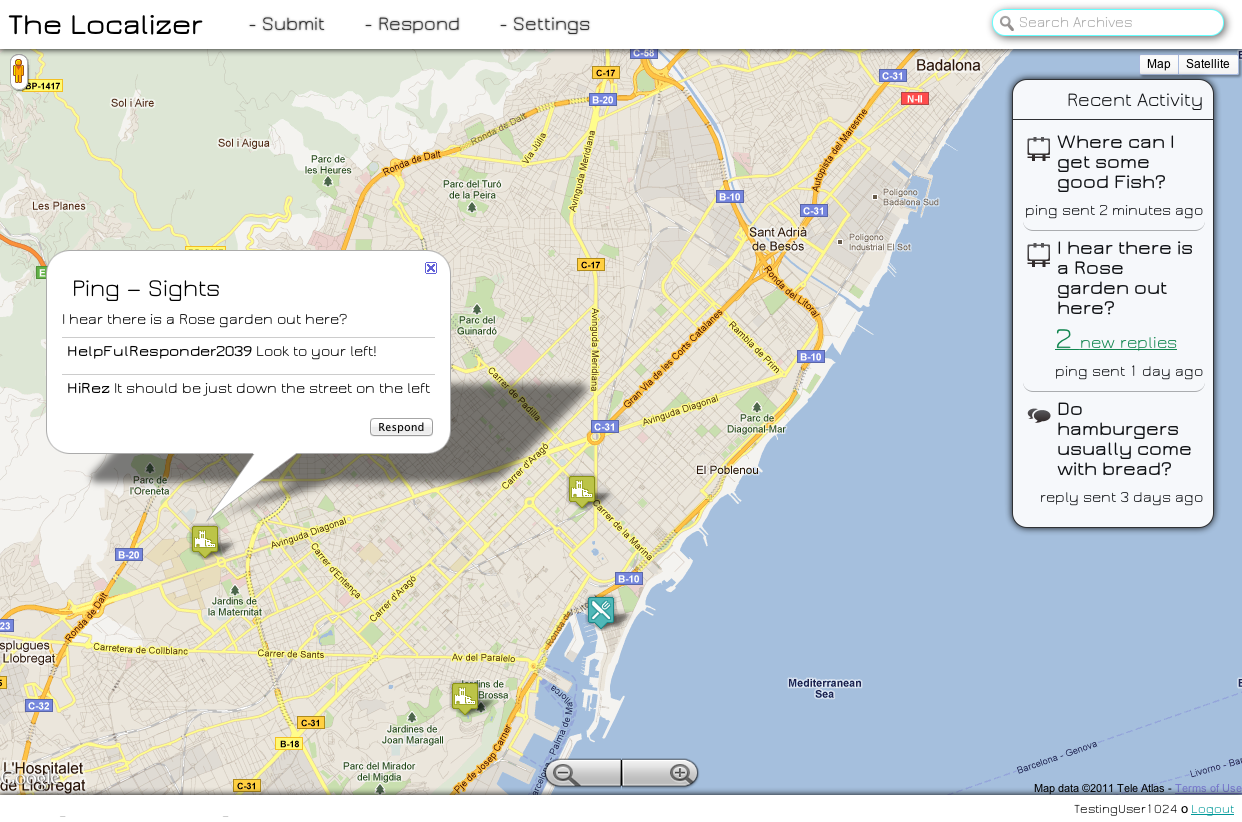 The Localizer
- Submit
- Respond
- Settings
Search Archives
Map
Satellite
Recent Activity
Where can I
get some
good Fish?
ping sent 2 minutes ago
I hear there is
a Rose
garden out
here?
2 new replies
ping sent 1 day ago
Do
hamburgers
usually come
with bread?
reply sent 3 days ago
Ping – Sights
I hear there is a Rose garden out here?
HelpFulResponder2039 Look to your left!
HiRez It should be just down the street on the left
Respond
BP-1417
C-58
C-17
B-20
C-31
N-II
Badalona
Sol i Aire
Sol i Aigua
Ronda de Dalt
Ronda de Dalt
Via Júlia
Avinguda Meridiana
Autopista del Maresme
Parc de
les Heures
Parc del Turó
de la Peira
Les Planes
B-10
C-31
Polígono
Badalona Sud
Sant Adrià
de Besòs
Polígono
Industrial El Sot
C-17
E
Ronda del Litoral
Parc del
Guinardó
Avinguda Meridiana
Gran Via de les Corts Catalanes
Rambla de Prim
B-10
Carrer de Padilla
Avinguda Diagonal
Parc de
Diagonal-Mar
C-31
Carrer d'Aragó
El Poblenou
Parc de
l'Oreneta
Carrer de la Marina
Avinguda Diagonal
B-20
Carrer d'Entença
Carrer d'Aragó
B-10
Jardins de
la Maternitat
Ronda de Dalt
23
Esplugues
Llobregat
Carretera de Collblanc
Carrer de Sants
Av del Paral·lelo
Jardins de
Brossa
Mediterranean
Sea
C-32
C-31
B-18
Jardins de
Joan Maragall
L'Hospitalet
de Llobregat
Google
C-31
Parc del Mirador
del Migdia
Pje de Josep Carner
Barcelona - Palma de Ma
llorca
Barcelona - Genova
Livorno - Ba
Map data ©2011 Tele Atlas - Terms of Use
TestingUser1024 o Logout